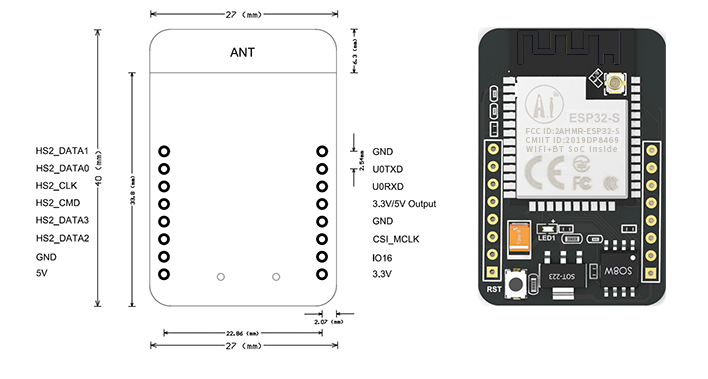 27 (mm)
ANT
6.3 (mm)
HS2_DATA1
HS2_DATA0
HS2_CLK
HS2_CMD
HS2_DATA3
HS2_DATA2
GND
5V
40 (mm)
33.8 (mm)
GND
U0TXD
U0RXD
3.3V/5V Output
GND
CSI_MCLK
IO16
3.3V
2.54mm
2.07 (mm)
22.86 (mm)
27 (mm)
Ai
ESP32-S
FCC ID:2AHMR-ESP32-S
CMIIT ID:2019DP8469
WIFI+BT SoC Inside
CE FC
+
LED1
RST
SOT-223
SO8W